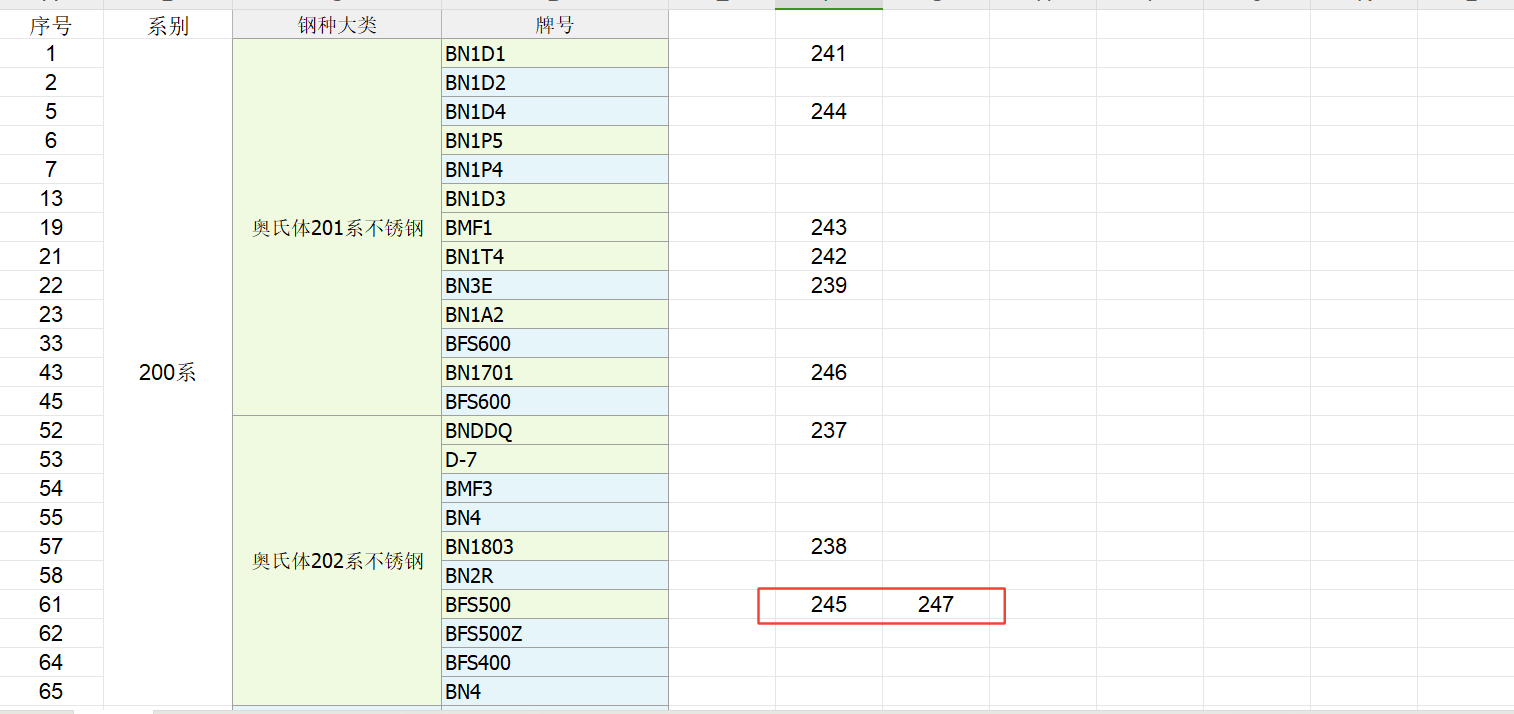 序号 系别 钢种大类 牌号
1 BN1D1 241
2 BN1D2
5 BN1D4 244
6 BN1P5
7 BN1P4
13 BN1D3
19 奥氏体201系不锈钢 BMF1 243
21 BN1T4 242
22 BN3E 239
23 BN1A2
33 BFS600
43 200系 BN1701 246
45 BFS600
52 BNDDQ 237
53 D-7
54 BMF3
55 BN4
57 奥氏体202系不锈钢 BN1803 238
58 BN2R
61 BFS500 245 247
62 BFS500Z
64 BFS400
65 BN4